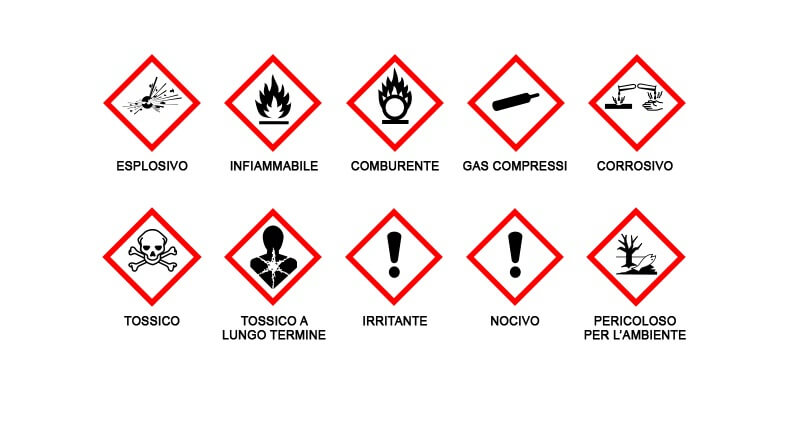 ESPLOSIVO
INFIAMMABILE
COMBURENTE
GAS COMPRESSI
CORROSIVO
TOSSICO
TOSSICO A
LUNGO TERMINE
IRRITANTE
NOCIVO
PERICOLOSO
PER L'AMBIENTE